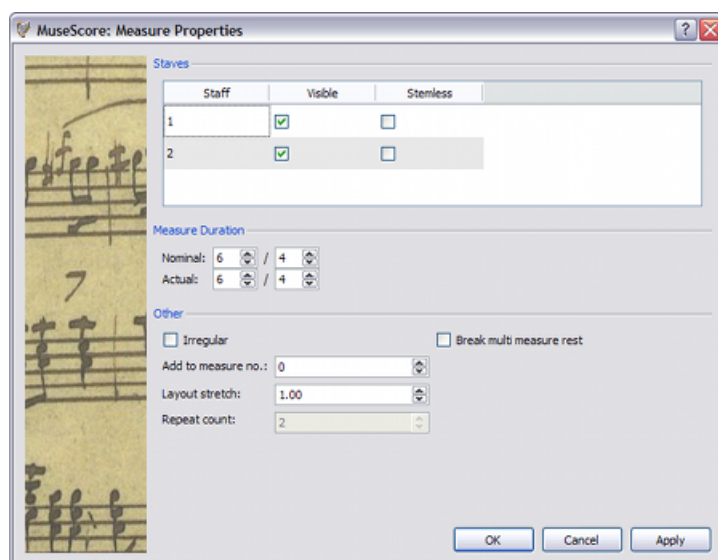 MuseScore: Measure Properties
Staves
Staff Visible Stemless
1
2
Measure Duration
Nominal: 6 / 4
Actual: 6 / 4
Other
Irregular Break multi measure rest
Add to measure no.: 0
Layout stretch: 1.00
Repeat count: 2
OK Cancel Apply
7